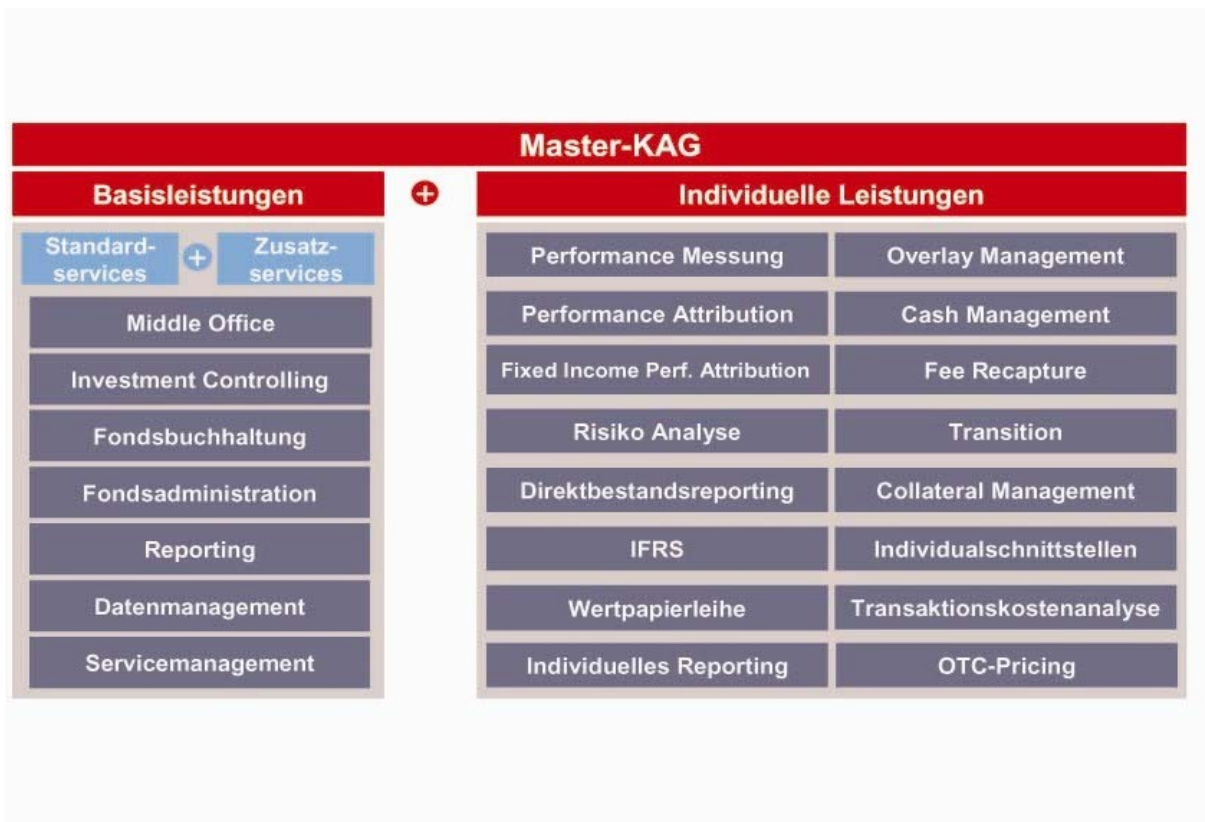 Master-KAG
Basisleistungen
Individuelle Leistungen
Standard-
services
Zusatz-
services
Middle Office
Investment Controlling
Fondsbuchhaltung
Fondsadministration
Reporting
Datenmanagement
Servicemanagement
Performance Messung
Overlay Management
Performance Attribution
Cash Management
Fixed Income Perf. Attribution
Fee Recapture
Risiko Analyse
Transition
Direktbestandsreporting
Collateral Management
IFRS
Individualschnittstellen
Wertpapierleihe
Transaktionskostenanalyse
Individuelles Reporting
OTC-Pricing